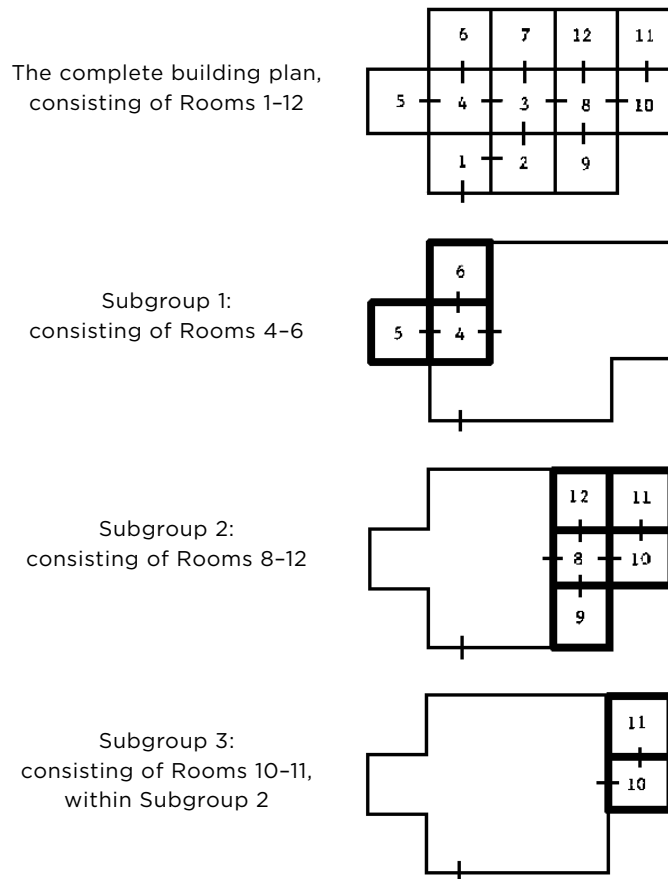 The complete building plan,
consisting of Rooms 1–12
6 7 12 11
5 4 3 8 10
1 2 9
Subgroup 1:
consisting of Rooms 4–6
6
5 4
Subgroup 2:
consisting of Rooms 8–12
12 11
8 10
9
Subgroup 3:
consisting of Rooms 10–11,
within Subgroup 2
11
10